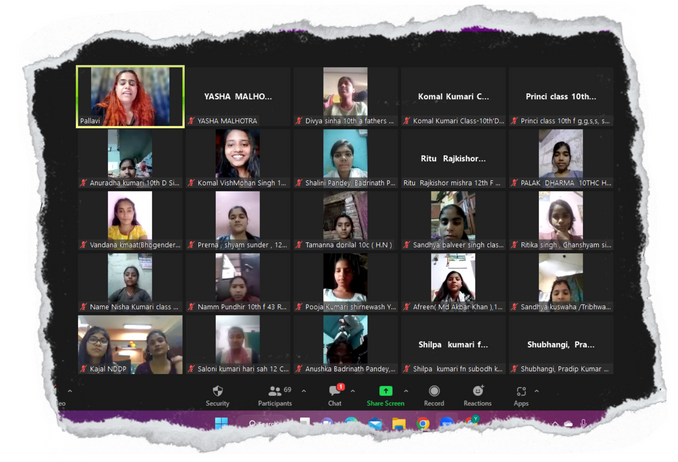 Pallavi
YASHA MALHO...
YASHA MALHOTRA
Divya sinha 10th a fathers ...
Komal Kumari C...
Komal Kumari Class-10th'D...
Princi class 10th...
Princi class 10th f g.g.s.s, s...
Anuradha kumari 10th D Si...
Komal VishMohan Singh 1...
Shalini Pandey, Badrinath P...
Ritu Rajkishor...
Ritu Rajkishor mishra 12th F ...
PALAK DHARMA 10THC H...
Vandana kmaat(Bhogender...
Prerna , shyam sunder , 12...
Tamanna dorilal 10c ( H.N )
Sandhya balveer singh clas...
Ritika singh , Ghanshyam si...
Name Nisha Kumari class ...
Namm Pundhir 10th f 43 R...
Pooja Kumari shirnewash Y...
Afreen( Md Akbar Khan ),1...
Sandhya kuswaha /Tribhwa...
Kajal NDDP
Saloni kumari hari sah 12 C...
Anushka Badrinath Pandey,...
Shilpa kumari f...
Shilpa kumari fn subodh k...
Shubhangi, Pra...
Shubhangi, Pradip Kumar ...
eo
Security
Participants
69
Chat
1
Share Screen
Record
Reactions
Apps